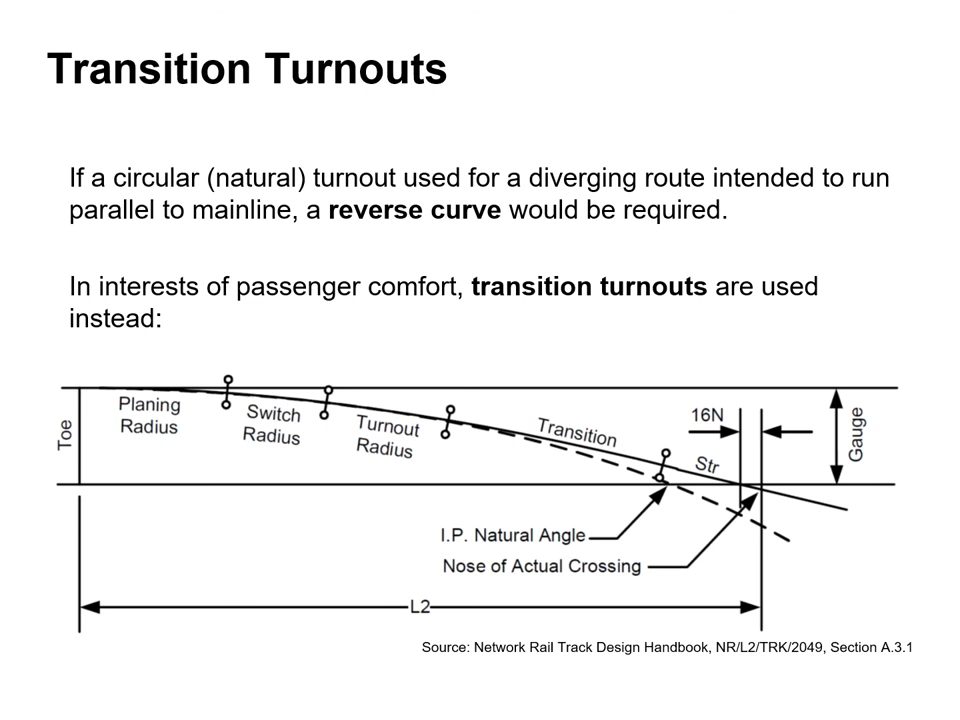 Transition Turnouts
If a circular (natural) turnout used for a diverging route intended to run
parallel to mainline, a reverse curve would be required.
In interests of passenger comfort, transition turnouts are used
instead:
Toe
Planing
Radius
Switch
Radius
Turnout
Radius
Transition
Str
16N
Gauge
I.P. Natural Angle
Nose of Actual Crossing
L2
Source: Network Rail Track Design Handbook, NR/L2/TRK/2049, Section A.3.1